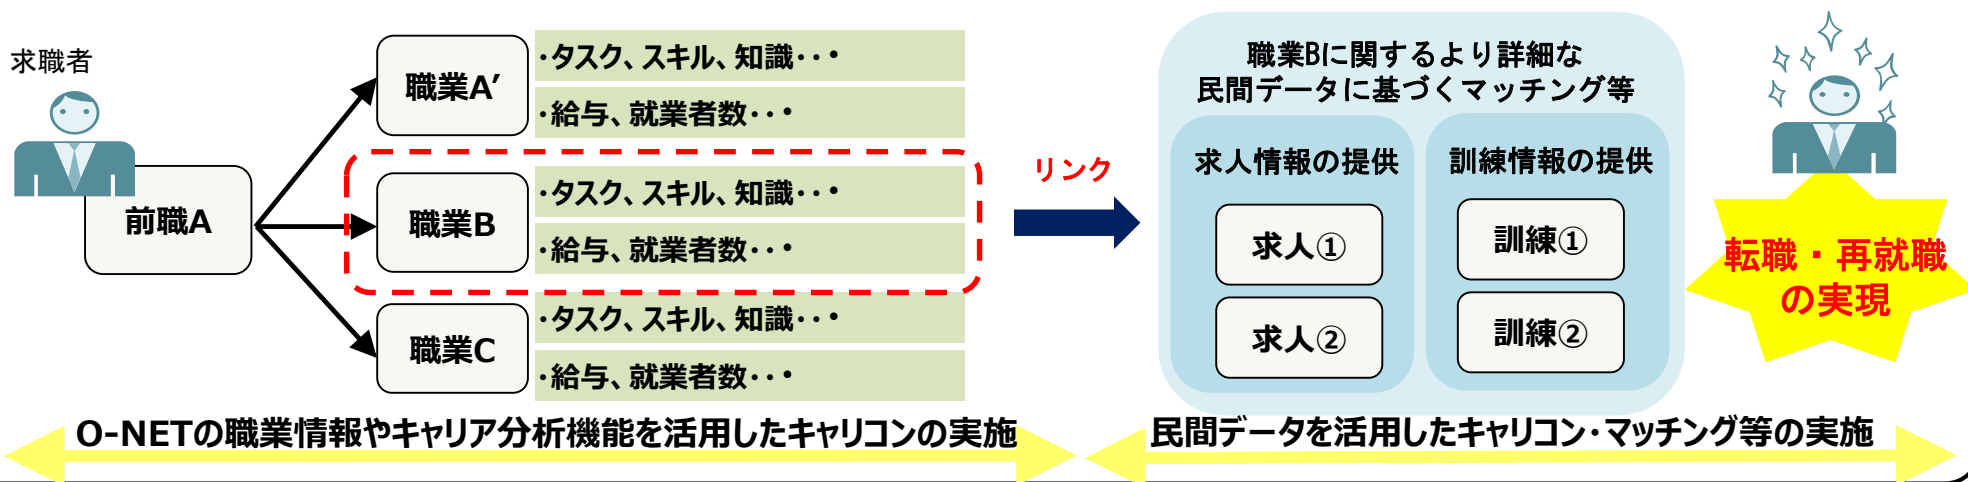 求職者
前職A
職業A′
・タスク、スキル、知識・・・
・給与、就業者数・・・
職業B
・タスク、スキル、知識・・・
・給与、就業者数・・・
職業C
・タスク、スキル、知識・・・
・給与、就業者数・・・
リンク
職業Bに関するより詳細な
民間データに基づくマッチング等
求人情報の提供
求人①
求人②
訓練情報の提供
訓練①
訓練②
転職・再就職
の実現
O-NETの職業情報やキャリア分析機能を活用したキャリコンの実施
民間データを活用したキャリコン・マッチング等の実施